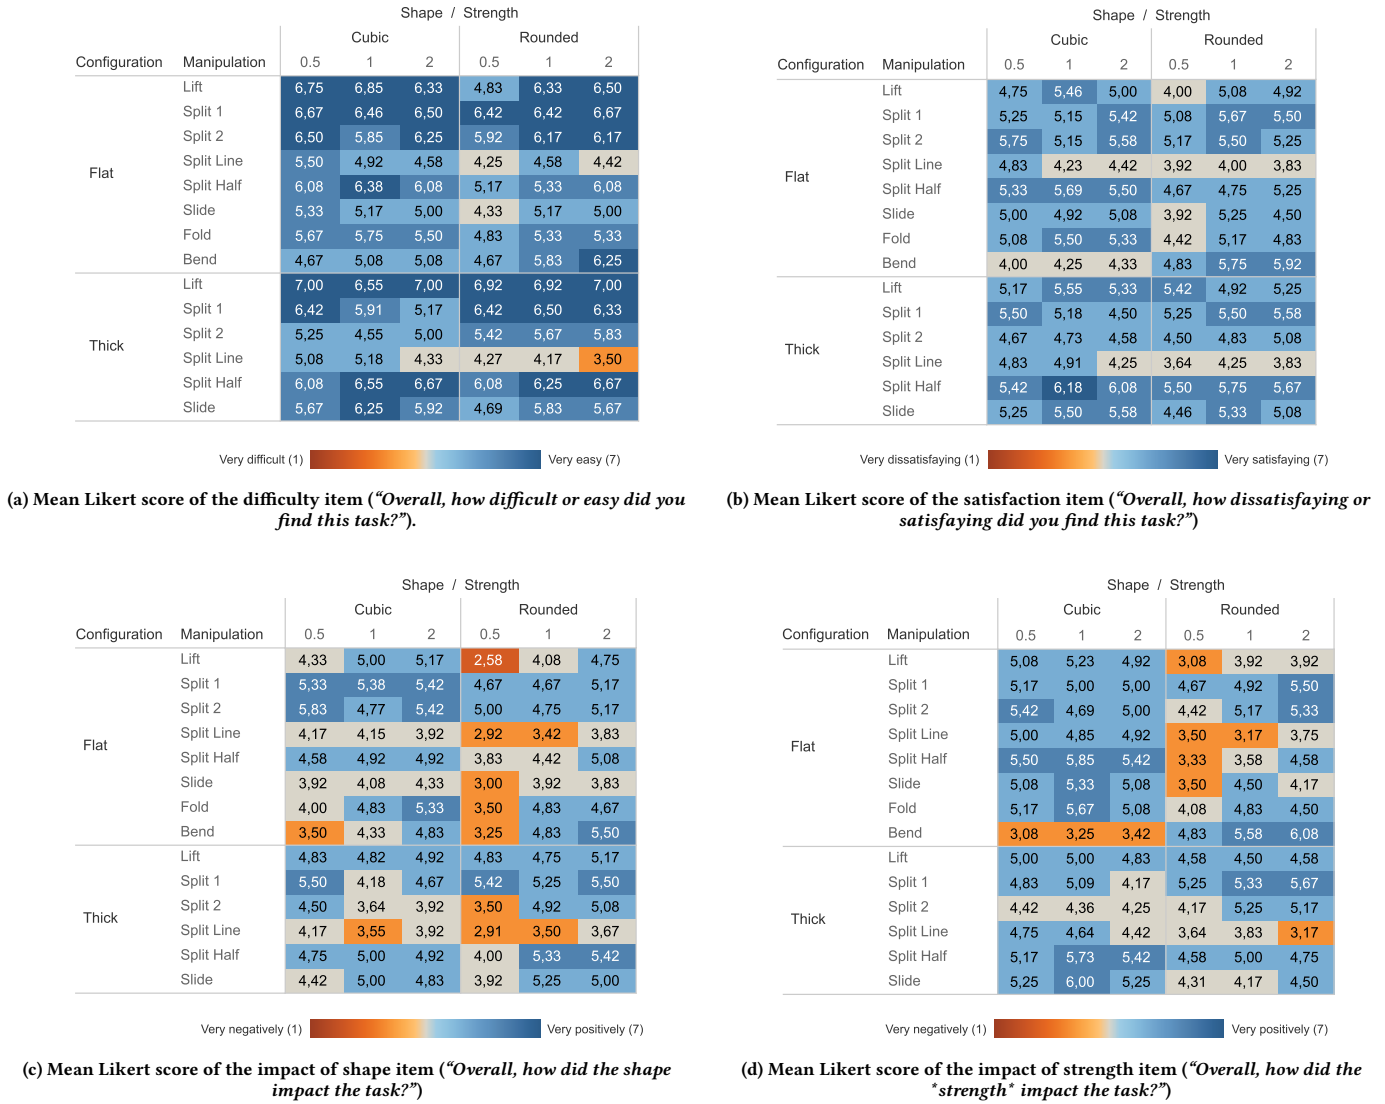 Shape / Strength
Cubic Rounded
Configuration Manipulation 0.5 1 2 0.5 1 2
Flat
Lift 6,75 6,85 6,33 4,83 6,33 6,50
Split 1 6,67 6,46 6,50 6,42 6,42 6,67
Split 2 6,50 5,85 6,25 5,92 6,17 6,17
Split Line 5,50 4,92 4,58 4,25 4,58 4,42
Split Half 6,08 6,38 6,08 5,17 5,33 6,08
Slide 5,33 5,17 5,00 4,33 5,17 5,00
Fold 5,67 5,75 5,50 4,83 5,33 5,33
Bend 4,67 5,08 5,08 4,67 5,83 6,25
Thick
Lift 7,00 6,55 7,00 6,92 6,92 7,00
Split 1 6,42 5,91 5,17 6,42 6,50 6,33
Split 2 5,25 4,55 5,00 5,42 5,67 5,83
Split Line 5,08 5,18 4,33 4,27 4,17 3,50
Split Half 6,08 6,55 6,67 6,08 6,25 6,67
Slide 5,67 6,25 5,92 4,69 5,83 5,67
Very difficult (1) Very easy (7)
(a) Mean Likert score of the difficulty item (“Overall, how difficult or easy did you
find this task?”).
Shape / Strength
Cubic Rounded
Configuration Manipulation 0.5 1 2 0.5 1 2
Flat
Lift 4,75 5,46 5,00 4,00 5,08 4,92
Split 1 5,25 5,15 5,42 5,08 5,67 5,50
Split 2 5,75 5,15 5,58 5,17 5,50 5,25
Split Line 4,83 4,23 4,42 3,92 4,00 3,83
Split Half 5,33 5,69 5,50 4,67 4,75 5,25
Slide 5,00 4,92 5,08 3,92 5,25 4,50
Fold 5,08 5,50 5,33 4,42 5,17 4,83
Bend 4,00 4,25 4,33 4,83 5,75 5,92
Thick
Lift 5,17 5,55 5,33 5,42 4,92 5,25
Split 1 5,50 5,18 4,50 5,25 5,50 5,58
Split 2 4,67 4,73 4,58 4,50 4,83 5,08
Split Line 4,83 4,91 4,25 3,64 4,25 3,83
Split Half 5,42 6,18 6,08 5,50 5,75 5,67
Slide 5,25 5,50 5,58 4,46 5,33 5,08
Very dissatisfaying (1) Very satisfying (7)
(b) Mean Likert score of the satisfaction item (“Overall, how dissatisfaying or
satisfaying did you find this task?”)
Shape / Strength
Cubic Rounded
Configuration Manipulation 0.5 1 2 0.5 1 2
Flat
Lift 4,33 5,00 5,17 2,58 4,08 4,75
Split 1 5,33 5,38 5,42 4,67 4,67 5,17
Split 2 5,83 4,77 5,42 5,00 4,75 5,17
Split Line 4,17 4,15 3,92 2,92 3,42 3,83
Split Half 4,58 4,92 4,92 3,83 4,42 5,08
Slide 3,92 4,08 4,33 3,00 3,92 3,83
Fold 4,00 4,83 5,33 3,50 4,83 4,67
Bend 3,50 4,33 4,83 3,25 4,83 5,50
Thick
Lift 4,83 4,82 4,92 4,83 4,75 5,17
Split 1 5,50 4,18 4,67 5,42 5,25 5,50
Split 2 4,50 3,64 3,92 3,50 4,92 5,08
Split Line 4,17 3,55 3,92 2,91 3,50 3,67
Split Half 4,75 5,00 4,92 4,00 5,33 5,42
Slide 4,42 5,00 4,83 3,92 5,25 5,00
Very negatively (1) Very positively (7)
(c) Mean Likert score of the impact of shape item (“Overall, how did the shape
impact the task?”)
Shape / Strength
Cubic Rounded
Configuration Manipulation 0.5 1 2 0.5 1 2
Flat
Lift 5,08 5,23 4,92 3,08 3,92 3,92
Split 1 5,17 5,00 5,00 4,67 4,92 5,50
Split 2 5,42 4,69 5,00 4,42 5,17 5,33
Split Line 5,00 4,85 4,92 3,50 3,17 3,75
Split Half 5,50 5,85 5,42 3,33 3,58 4,58
Slide 5,08 5,33 5,08 3,50 4,50 4,17
Fold 5,17 5,67 5,08 4,08 4,83 4,50
Bend 3,08 3,25 3,42 4,83 5,58 6,08
Thick
Lift 5,00 5,00 4,83 4,58 4,50 4,58
Split 1 4,83 5,09 4,17 5,25 5,33 5,67
Split 2 4,42 4,36 4,25 4,17 5,25 5,17
Split Line 4,75 4,64 4,42 3,64 3,83 3,17
Split Half 5,17 5,73 5,42 4,58 5,00 4,75
Slide 5,25 6,00 5,25 4,31 4,17 4,50
Very negatively (1) Very positively (7)
(d) Mean Likert score of the impact of strength item (“Overall, how did the
*strength* impact the task?”)